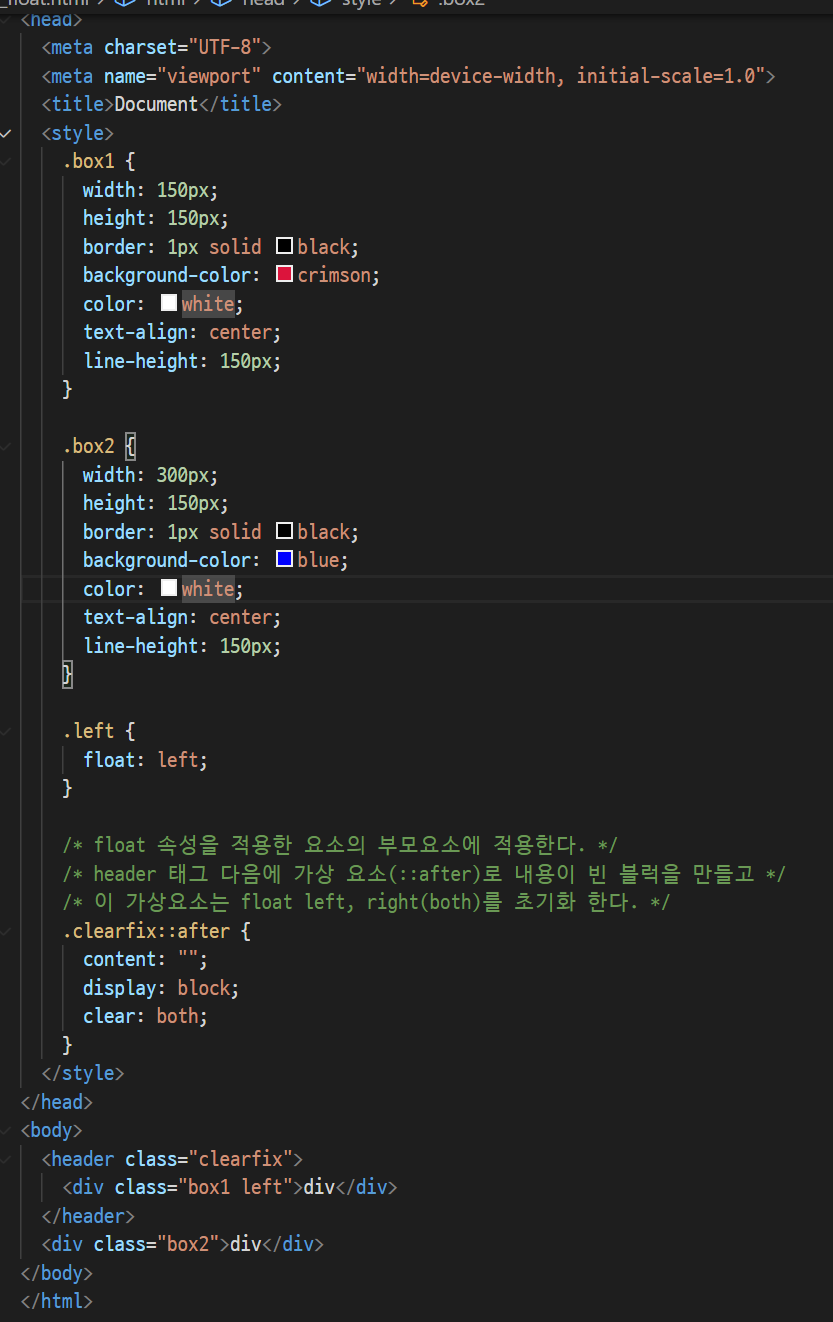 _float.html > html > head > style > .box2
<head>
<meta charset="UTF-8">
<meta name="viewport" content="width=device-width, initial-scale=1.0">
<title>Document</title>
<style>
.box1 {
width: 150px;
height: 150px;
border: 1px solid black;
background-color: crimson;
color: white;
text-align: center;
line-height: 150px;
}
.box2 {
width: 300px;
height: 150px;
border: 1px solid black;
background-color: blue;
color: white;
text-align: center;
line-height: 150px;
}
.left {
float: left;
}
/* float 속성을 적용한 요소의 부모요소에 적용한다. */
/* header 태그 다음에 가상 요소(::after)로 내용이 빈 블럭을 만들고 */
/* 이 가상요소는 float left, right(both)를 초기화 한다. */
.clearfix::after {
content: "";
display: block;
clear: both;
}
</style>
</head>
<body>
<header class="clearfix">
<div class="box1 left">div</div>
</header>
<div class="box2">div</div>
</body>
</html>